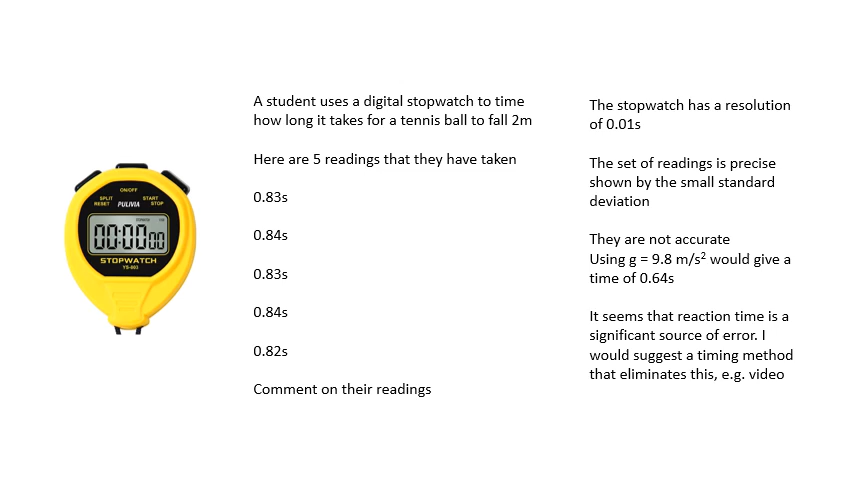 ON/OFF
SPLIT
RESET
START
STOP
PULIVIA
00:0000
STOPWATCH
YS-803
A student uses a digital stopwatch to time
how long it takes for a tennis ball to fall 2m
Here are 5 readings that they have taken
0.83s
0.84s
0.83s
0.84s
0.82s
Comment on their readings
The stopwatch has a resolution
of 0.01s
The set of readings is precise
shown by the small standard
deviation
They are not accurate
Using g = 9.8 m/s² would give a
time of 0.64s
It seems that reaction time is a
significant source of error. I
would suggest a timing method
that eliminates this, e.g. video